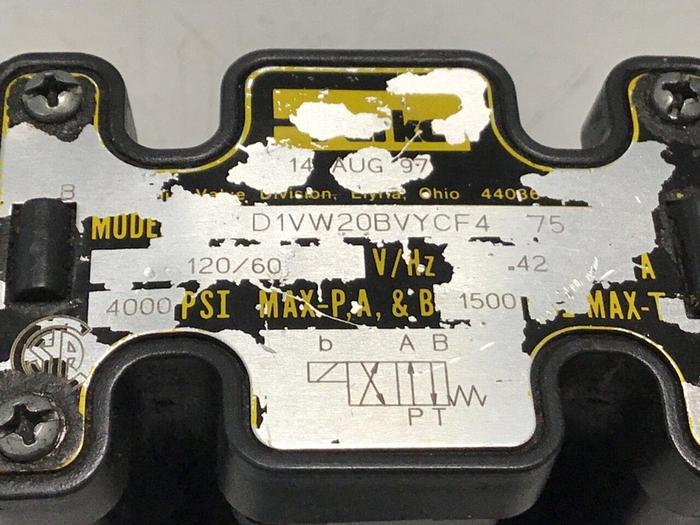 14 AUG 97
Valve Division, Elyria, Ohio 44036
B
MODE D1VW20BVYCF4 75
120/60 V/Hz .42 A
4000 PSI MAX-P,A, & B 1500 MAX-T
b A B
P T